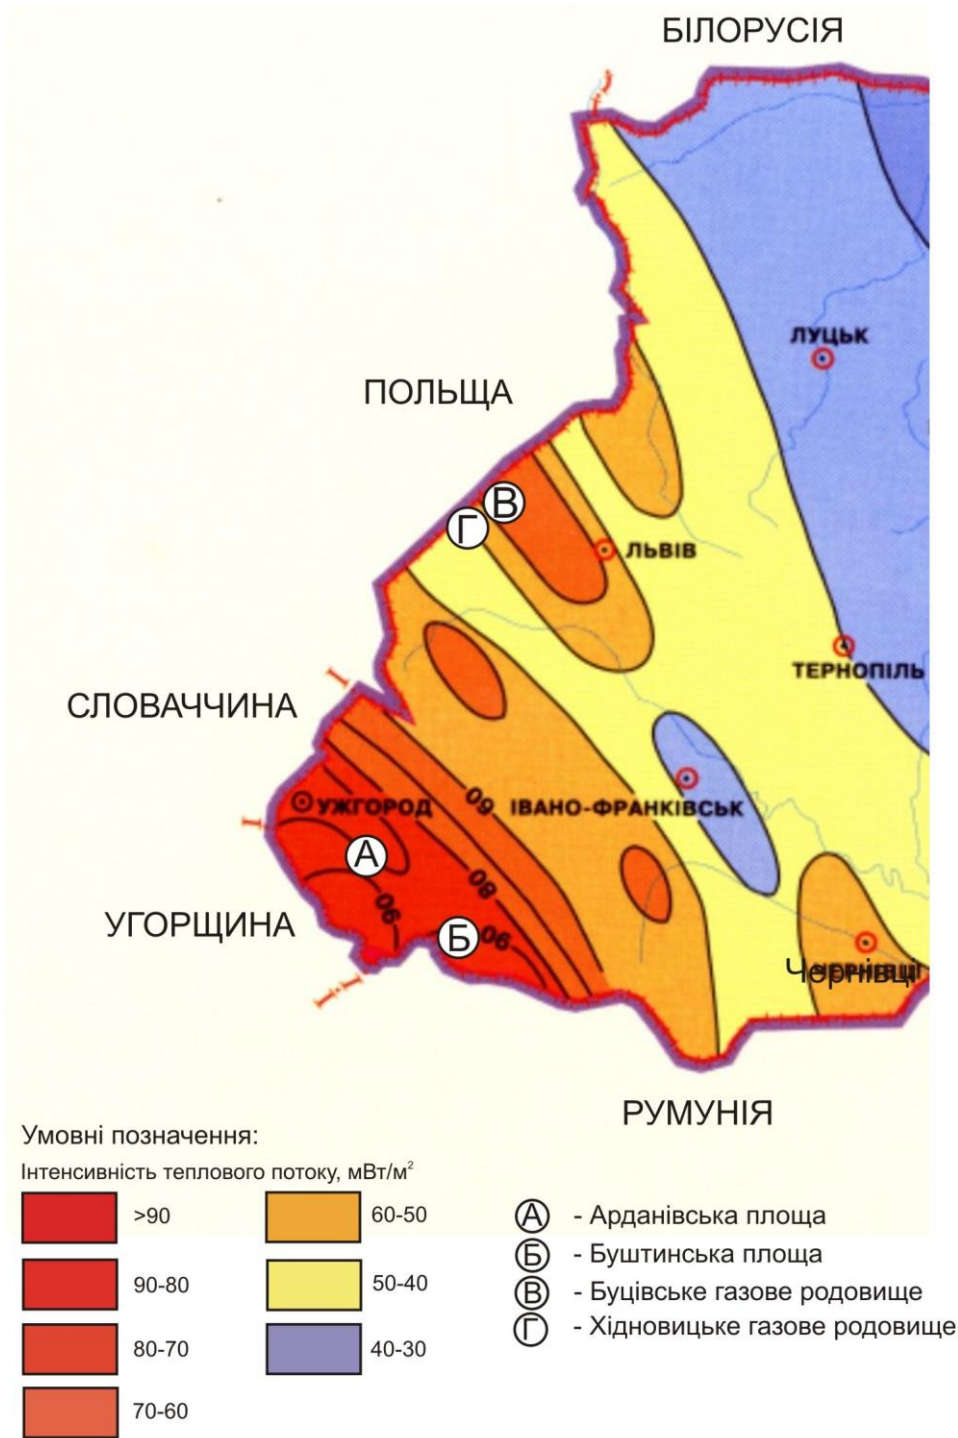 БІЛОРУСІЯ
ЛУЦЬК
ПОЛЬЩА
В
Г
ЛЬВІВ
ТЕРНОПІЛЬ
I
СЛОВАЧЧИНА
УЖГОРОД
60
ІВАНО-ФРАНКІВСЬК
I
А
80
90
УГОРЩИНА
Б
90
Чернівці
ЧЕРНІВЦІ
I-I
РУМУНІЯ
Умовні позначення:
Інтенсивність теплового потоку, мВт/м²
>90
60-50
А - Арданівська площа
Б - Буштинська площа
90-80
50-40
В - Буцівське газове родовище
Г - Хідновицьке газове родовище
80-70
40-30
70-60